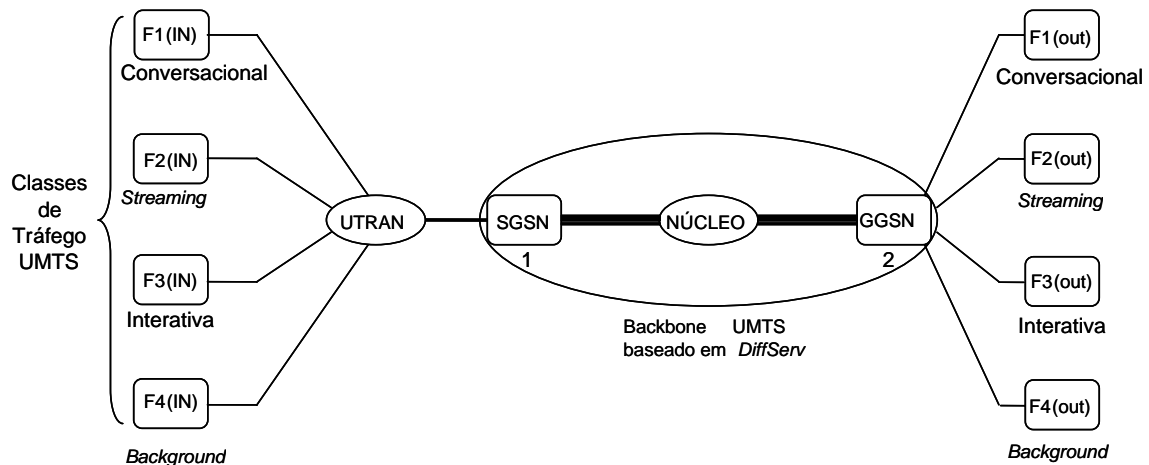 F1(IN)
Conversacional
F2(IN)
Streaming
F3(IN)
Interativa
F4(IN)
Background
Classes
de
Tráfego
UMTS
UTRAN
SGSN
1
NÚCLEO
GGSN
2
Backbone UMTS
baseado em DiffServ
F1(out)
Conversacional
F2(out)
Streaming
F3(out)
Interativa
F4(out)
Background